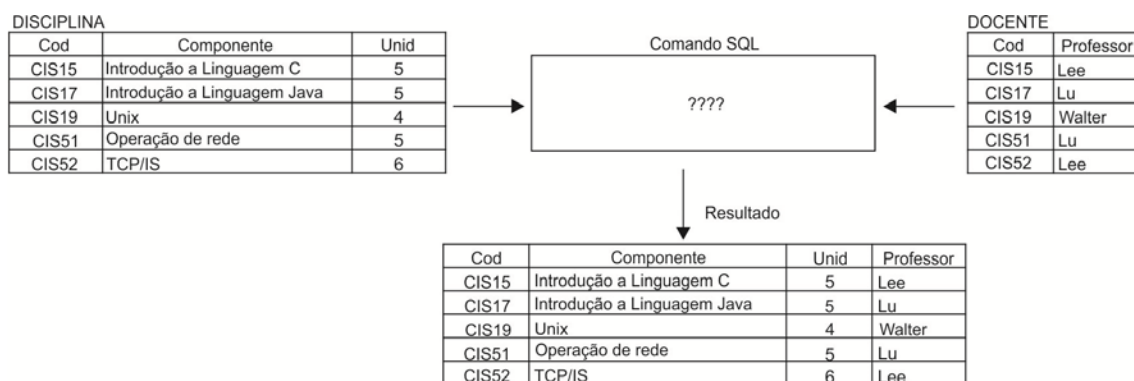 DISCIPLINA
Cod Componente Unid
CIS15 Introdução a Linguagem C 5
CIS17 Introdução a Linguagem Java 5
CIS19 Unix 4
CIS51 Operação de rede 5
CIS52 TCP/IS 6
Comando SQL
????
DOCENTE
Cod Professor
CIS15 Lee
CIS17 Lu
CIS19 Walter
CIS51 Lu
CIS52 Lee
Resultado
Cod Componente Unid Professor
CIS15 Introdução a Linguagem C 5 Lee
CIS17 Introdução a Linguagem Java 5 Lu
CIS19 Unix 4 Walter
CIS51 Operação de rede 5 Lu
CIS52 TCP/IS 6 Lee